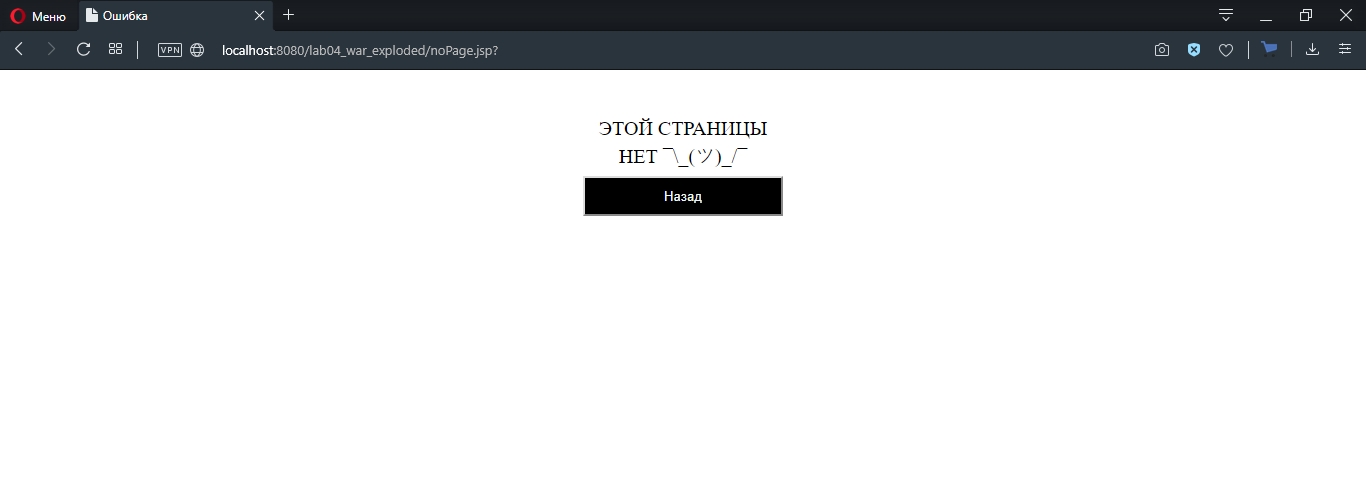 Меню
Ошибка
VPN
localhost:8080/lab04_war_exploded/noPage.jsp?
ЭТОЙ СТРАНИЦЫ
НЕТ ¯\_(ツ)_/¯
Назад